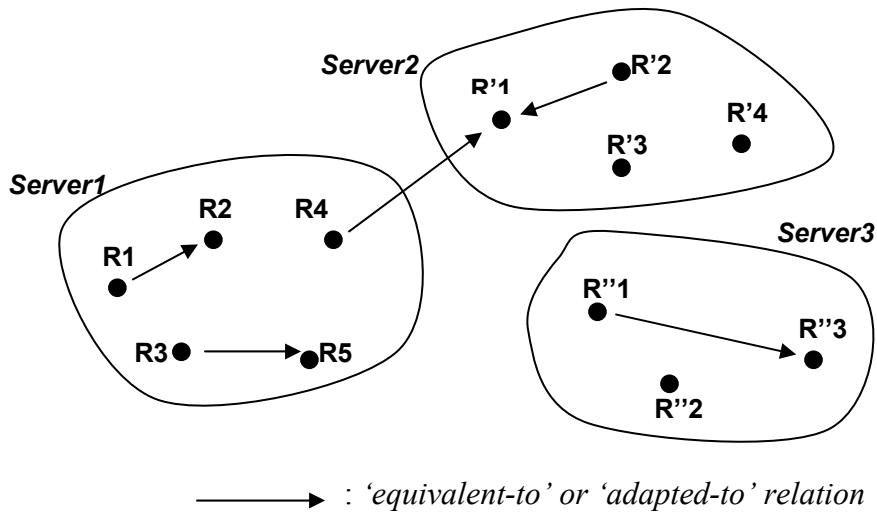 Server2
R'2
R'1
R'4
R'3
Server1
R2
R4
R1
R3
R5
Server3
R''1
R''3
R''2
: ‘equivalent-to’ or ‘adapted-to’ relation